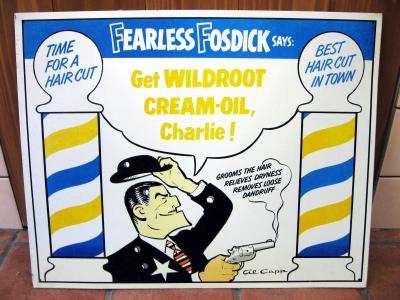 FEARLESS FOSDICK SAYS:
TIME
FOR A
HAIR CUT
BEST
HAIR CUT
IN TOWN
Get WILDROOT
CREAM-OIL,
Charlie!
GROOMS THE HAIR
RELIEVES DRYNESS
REMOVES LOOSE
DANDRUFF
Al Capp